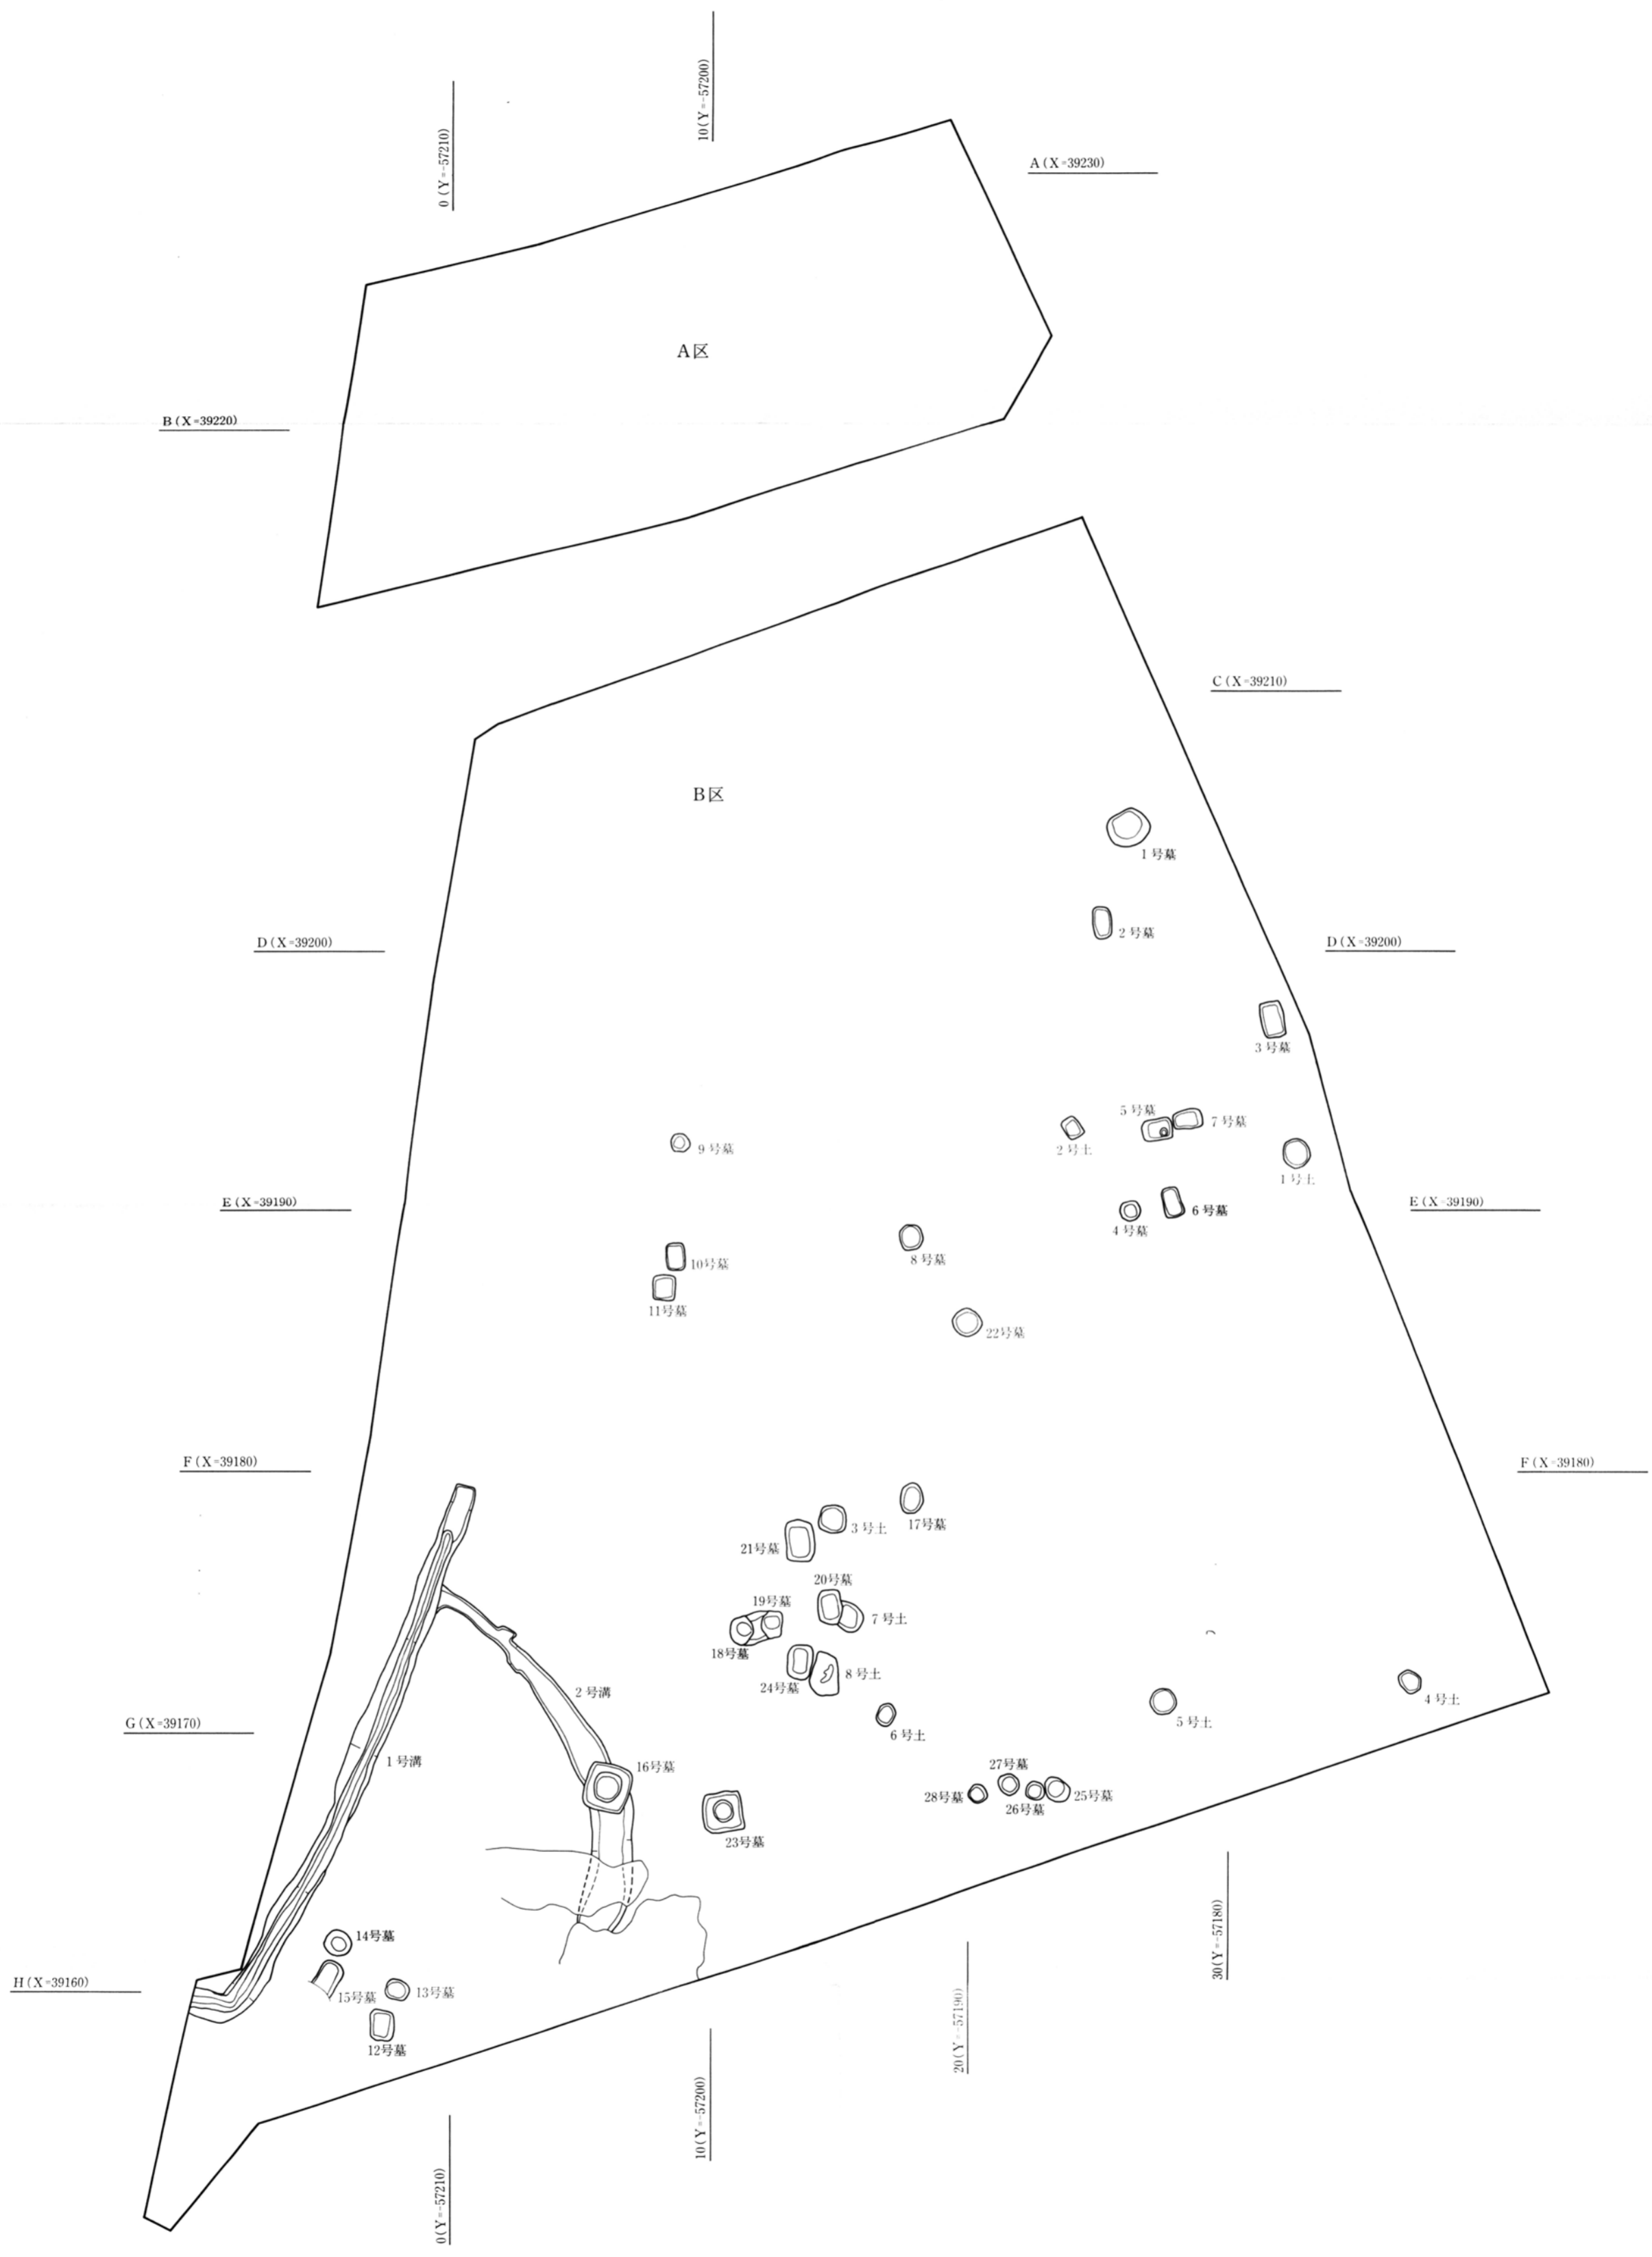 10(Y=-57200)
0(Y=-57210)
A(X=39230)
A区
B(X=39220)
C(X=39210)
B区
1号墓
2号墓
D(X=39200)
D(X=39200)
3号墓
5号墓
7号墓
2号土
9号墓
1号土
E(X=39190)
E(X=39190)
6号墓
4号墓
8号墓
10号墓
11号墓
22号墓
F(X=39180)
F(X=39180)
17号墓
3号土
21号墓
20号墓
19号墓
7号土
18号墓
8号土
24号墓
2号溝
4号土
5号土
G(X=39170)
6号土
1号溝
16号墓
27号墓
28号墓
25号墓
26号墓
23号墓
14号墓
30(Y=-57180)
H(X=39160)
13号墓
15号墓
20(Y=-57190)
12号墓
10(Y=-57200)
0(Y=-57210)